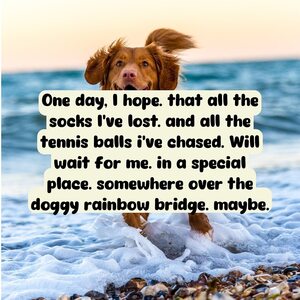 One day, I hope. that all the
socks I've lost. and all the
tennis balls i've chased. Will
wait for me. in a special
place. somewhere over the
doggy rainbow bridge. maybe.